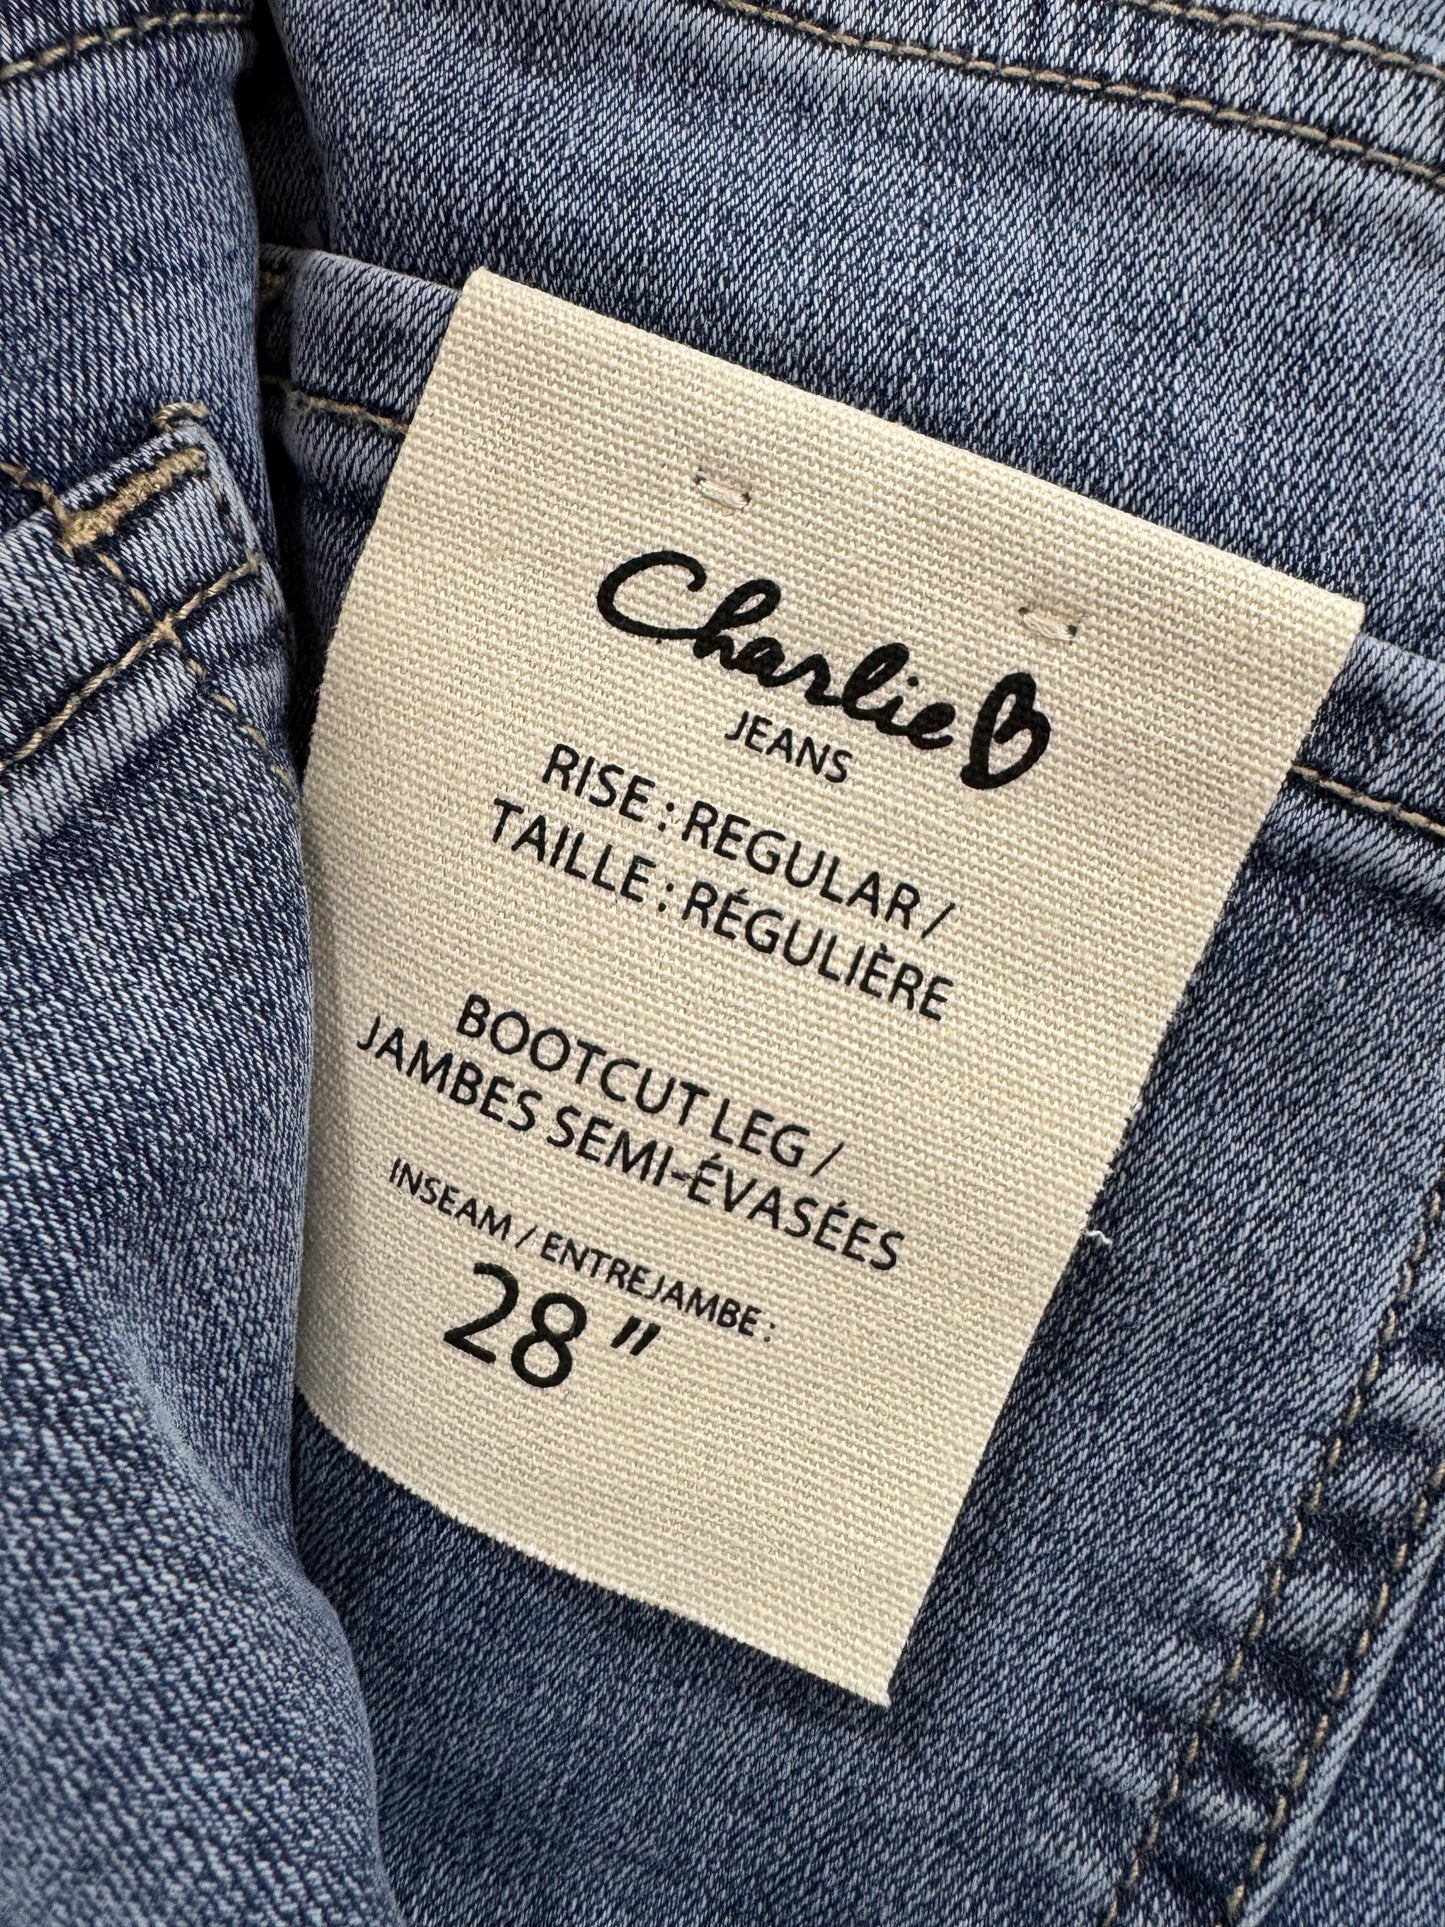 Charlie B
JEANS
RISE : REGULAR /
TAILLE : RÉGULIÈRE
BOOTCUT LEG /
JAMBES SEMI-ÉVASÉES
INSEAM / ENTREJAMBE :
28"